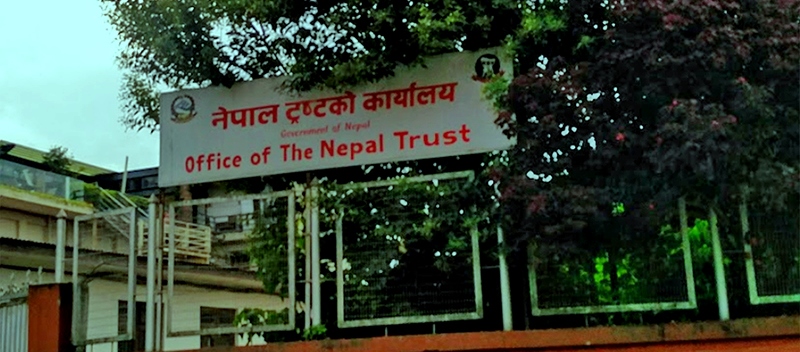 नेपाल ट्रष्टको कार्यालय
Government of Nepal
Office of The Nepal Trust